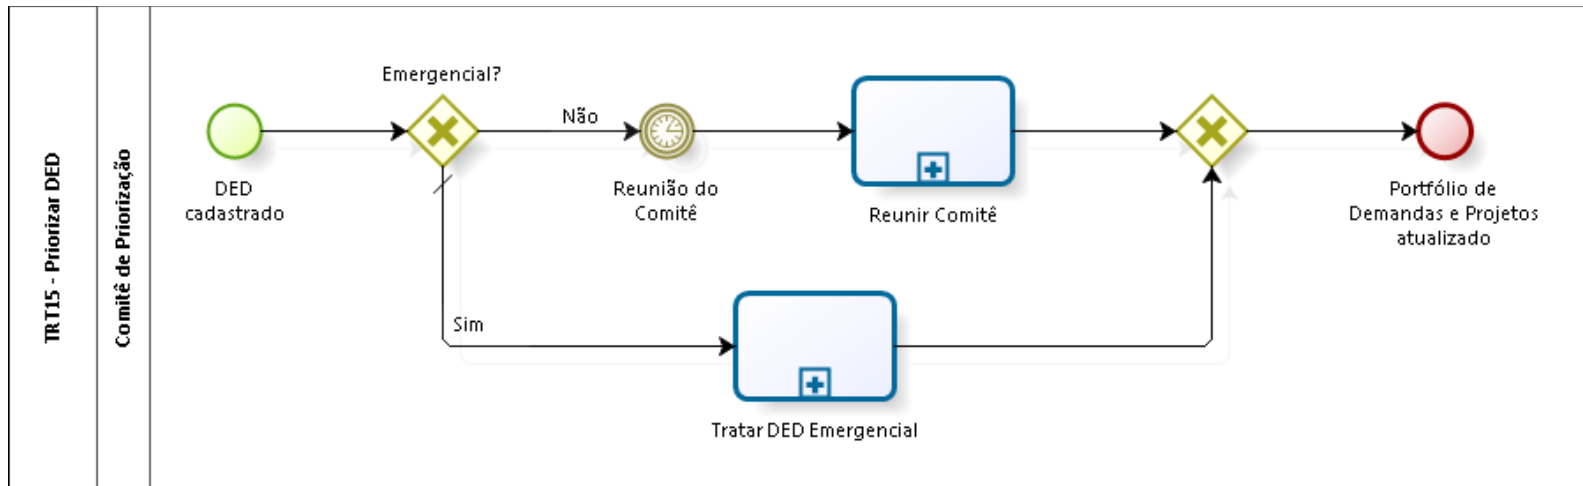 TRT15 - Priorizar DED
Comitê de Priorização
Emergencial?
Não
DED
cadastrado
Reunião do
Comitê
Reunir Comitê
Portfólio de
Demandas e Projetos
atualizado
Sim
Tratar DED Emergencial